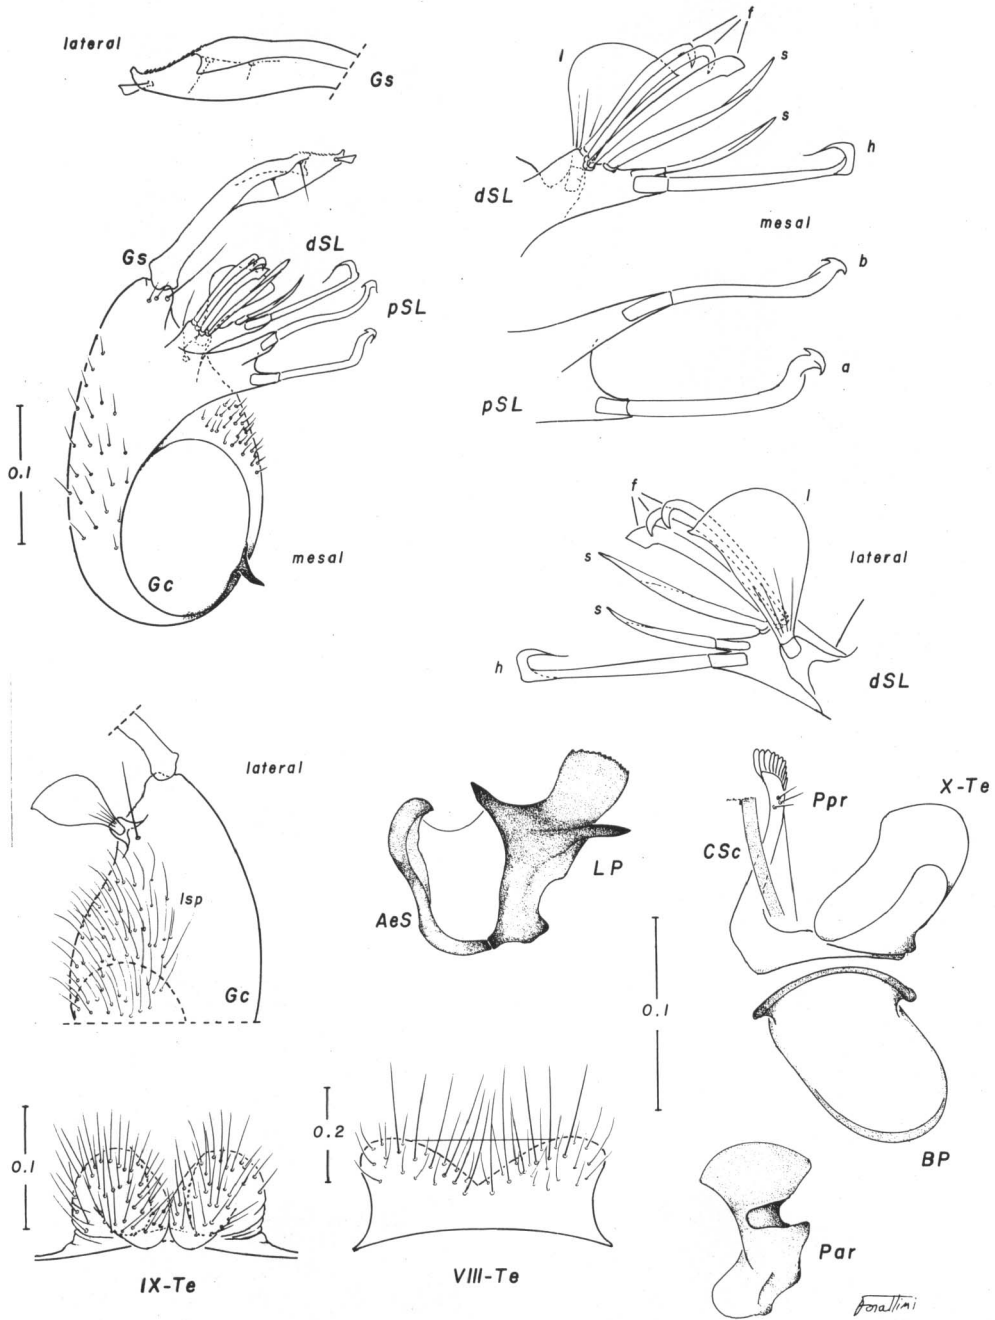 lateral
Gs
f
l
s
s
h
dSL
mesal
Gs
dSL
pSL
b
a
pSL
0.1
mesal
Gc
f
l
lateral
s
s
h
dSL
lateral
lsp
Gc
AeS
LP
Ppr
X-Te
CSc
0.1
BP
0.1
IX-Te
0.2
VIII-Te
Par
Forattini